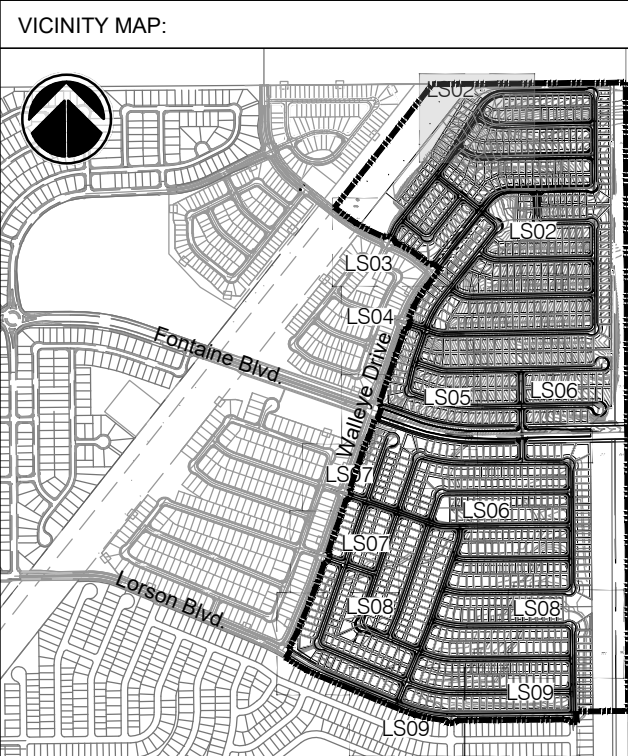 VICINITY MAP:
LS02
LS02
LS03
LS04
Fontaine Blvd.
Walleye Drive
LS05
LS06
LS07
LS06
LS07
LS08
LS08
Lorson Blvd.
LS09
LS09